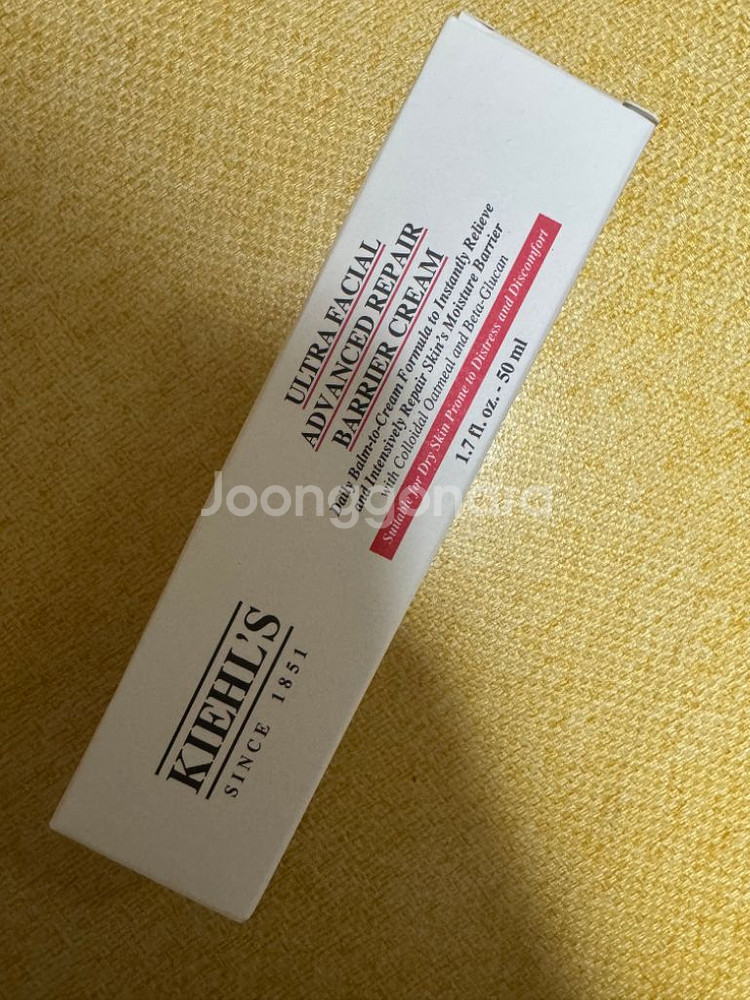 ULTRA FACIAL
ADVANCED REPAIR
BARRIER CREAM
Daily Balm-to-Cream Formula to Instantly Relieve
and Intensively Repair Skin's Moisture Barrier
with Colloidal Oatmeal and Beta-Glucan
Suitable for Dry Skin Prone to Distress and Discomfort
1.7 fl. oz. - 50 ml
KIEHL'S
SINCE 1851
Joonggonara